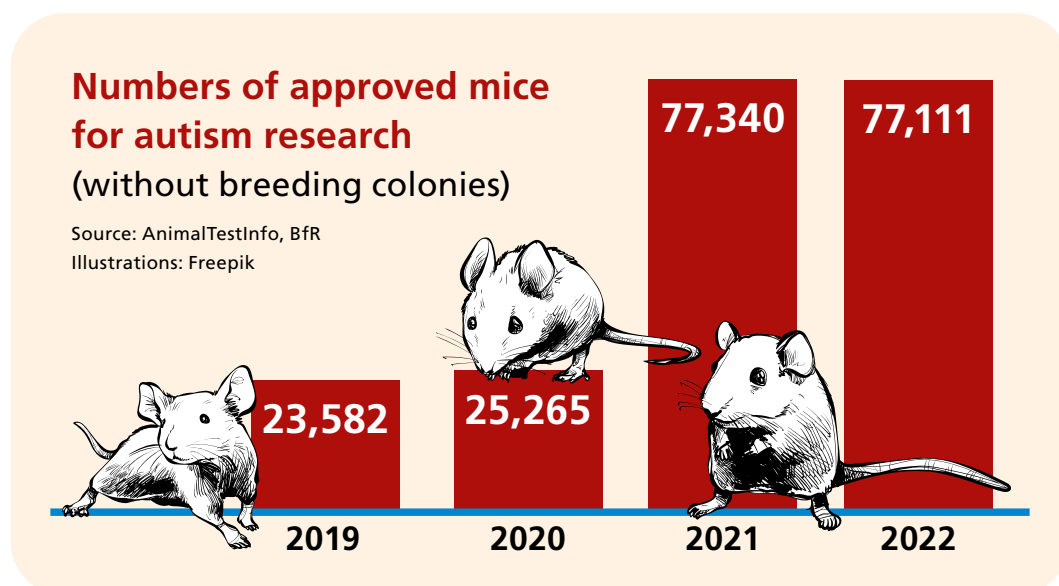 Numbers of approved mice
for autism research
(without breeding colonies)
Source: AnimalTestInfo, BfR
Illustrations: Freepik
23,582
25,265
77,340
77,111
2019
2020
2021
2022